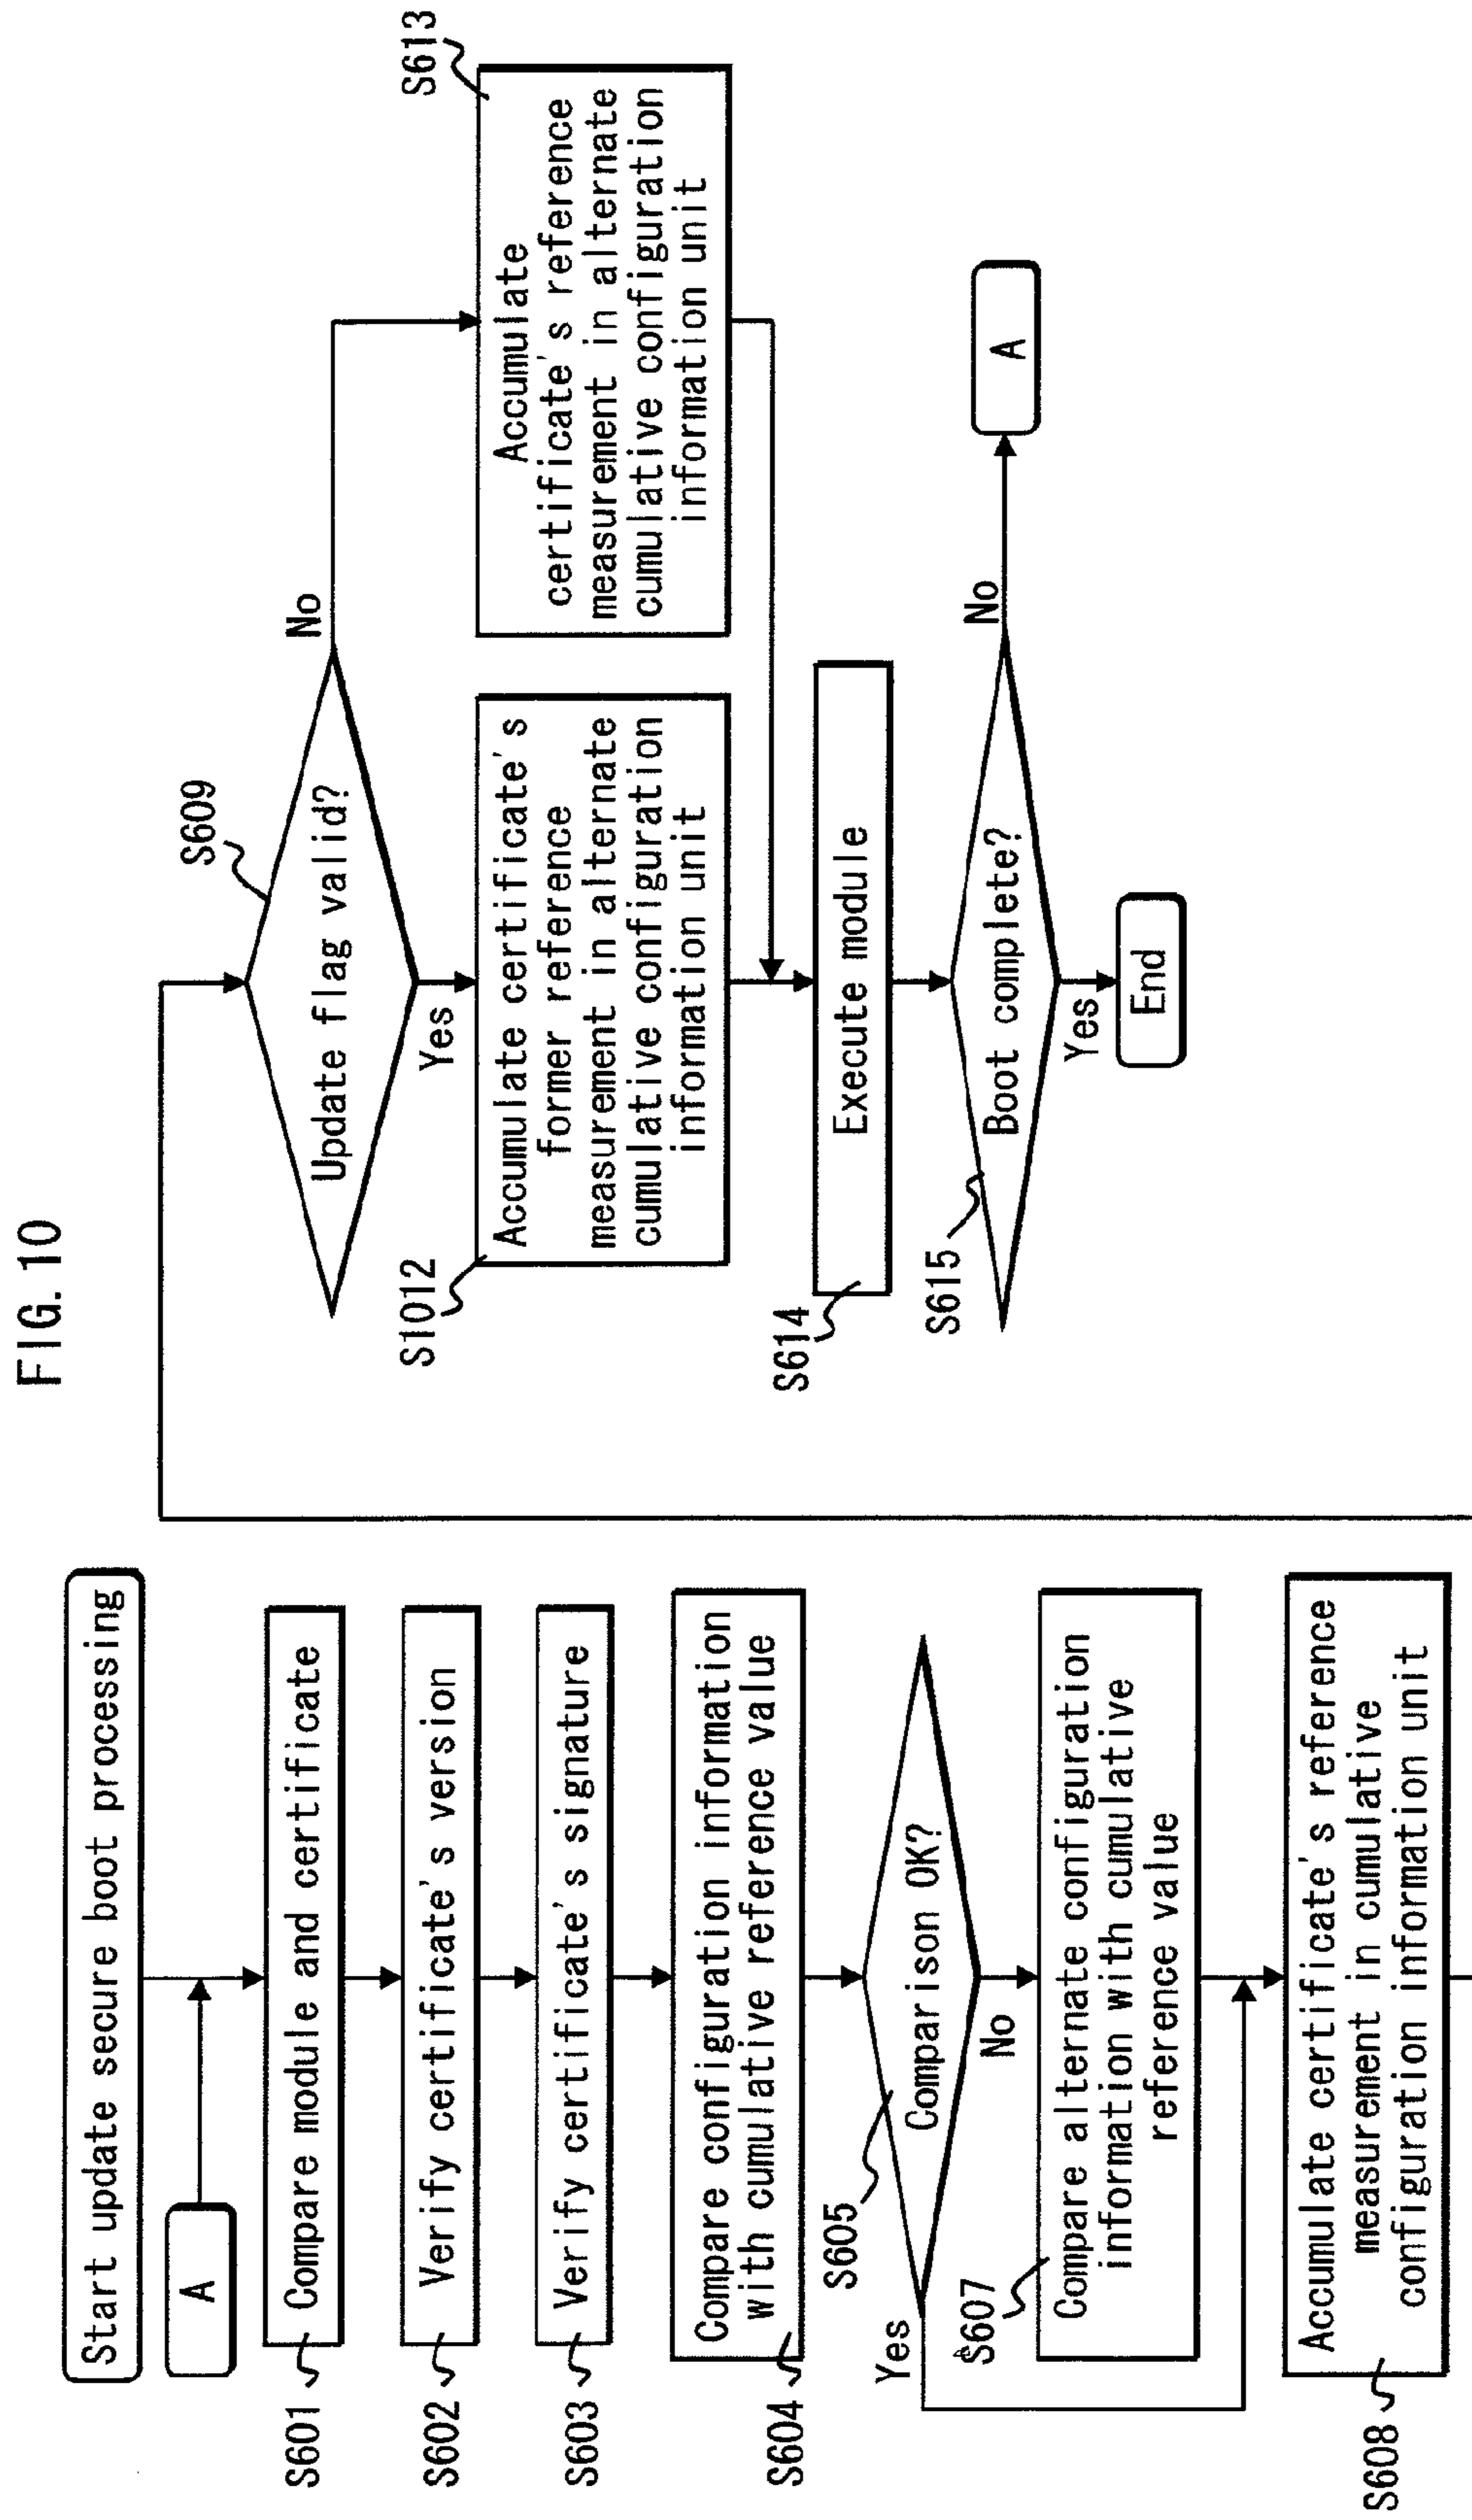 FIG. 10
Start update secure boot processing
A
S601
Compare module and certificate
S602
Verify certificate's version
S603
Verify certificate's signature
S604
Compare configuration information
with cumulative reference value
S605
Comparison OK?
Yes
No
S607
Compare alternate configuration
information with cumulative
reference value
S608
Accumulate certificate's reference
measurement in cumulative
configuration information unit
S609
Update flag valid?
No
Yes
S1012
Accumulate certificate's
former reference
measurement in alternate
cumulative configuration
information unit
S613
Accumulate
certificate's reference
measurement in alternate
cumulative configuration
information unit
S614
Execute module
S615
Boot complete?
No
A
Yes
End